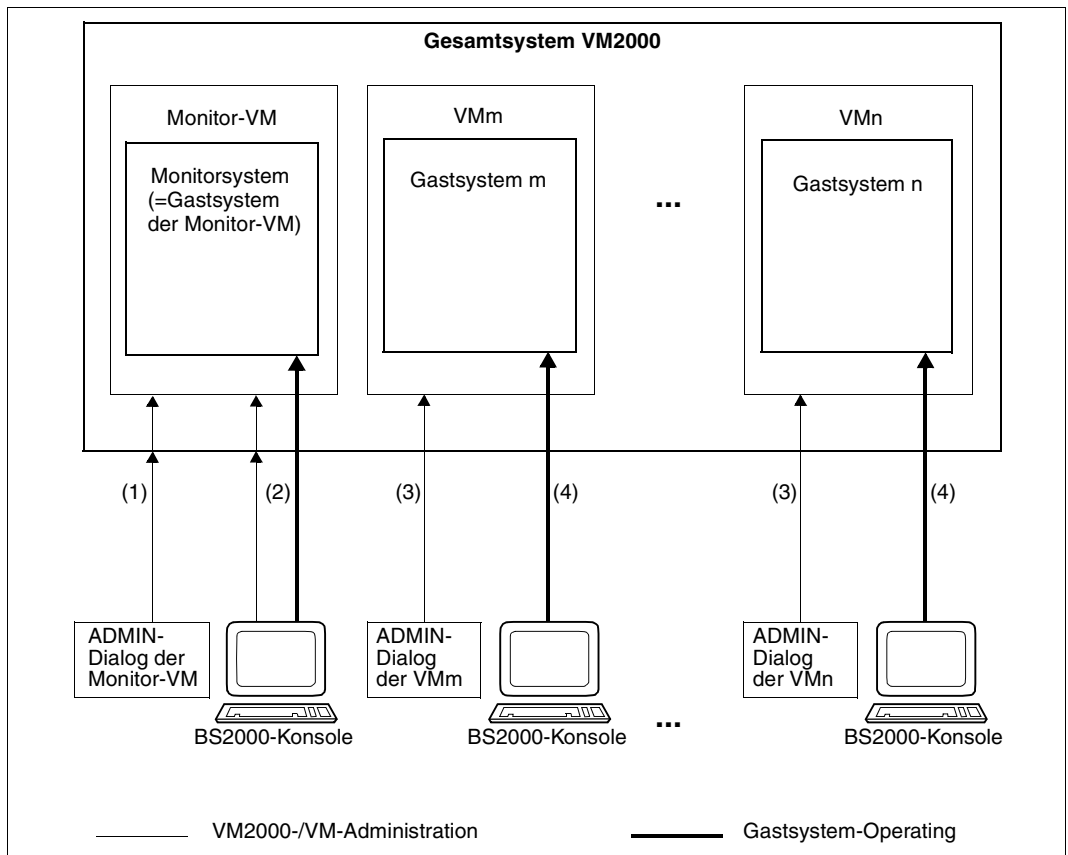 Gesamtsystem VM2000
Monitor-VM
VMm
VMn
Monitorsystem
(=Gastsystem
der Monitor-VM)
Gastsystem m
...
Gastsystem n
(1)
(2)
(3)
(4)
(3)
(4)
ADMIN-
Dialog der
Monitor-VM
ADMIN-
Dialog
der VMm
ADMIN-
Dialog
der VMn
BS2000-Konsole
BS2000-Konsole
...
BS2000-Konsole
VM2000-/VM-Administration
Gastsystem-Operating